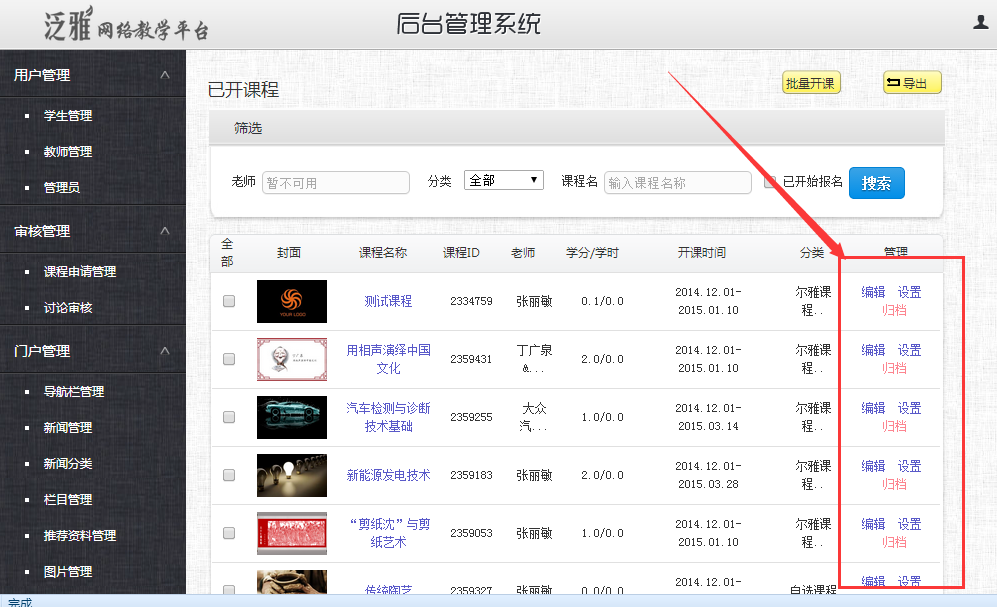 泛雅网络教学平台
后台管理系统
用户管理
学生管理
教师管理
管理员
审核管理
课程申请管理
讨论审核
门户管理
导航栏管理
新闻管理
新闻分类
栏目管理
推荐资料管理
图片管理
已开课程
批量开课
导出
筛选
老师 暂不可用 分类 全部 课程名 输入课程名称 已开始报名 搜索
全部 封面 课程名称 课程ID 老师 学分/学时 开课时间 分类 管理
YOUR LOGO
测试课程 2334759 张丽敏 0.1/0.0 2014.12.01-
2015.01.10 尔雅课
程.. 编辑 设置
归档
用相声演绎中国
文化 2359431 丁广泉
&... 2.0/0.0 2014.12.01-
2015.01.10 尔雅课
程.. 编辑 设置
归档
汽车检测与诊断
技术基础 2359255 大众
汽... 1.0/0.0 2014.12.01-
2015.03.14 尔雅课
程.. 编辑 设置
归档
新能源发电技术 2359183 张丽敏 2.0/0.0 2014.12.01-
2015.03.28 尔雅课
程.. 编辑 设置
归档
“剪纸沈”与剪
纸艺术 2359053 张丽敏 1.0/0.0 2014.12.01-
2015.01.10 尔雅课
程.. 编辑 设置
归档
传统陶艺 2359327 张丽敏 0.0/0.0 2014.12.01-
自选课程 编辑 设置
完成